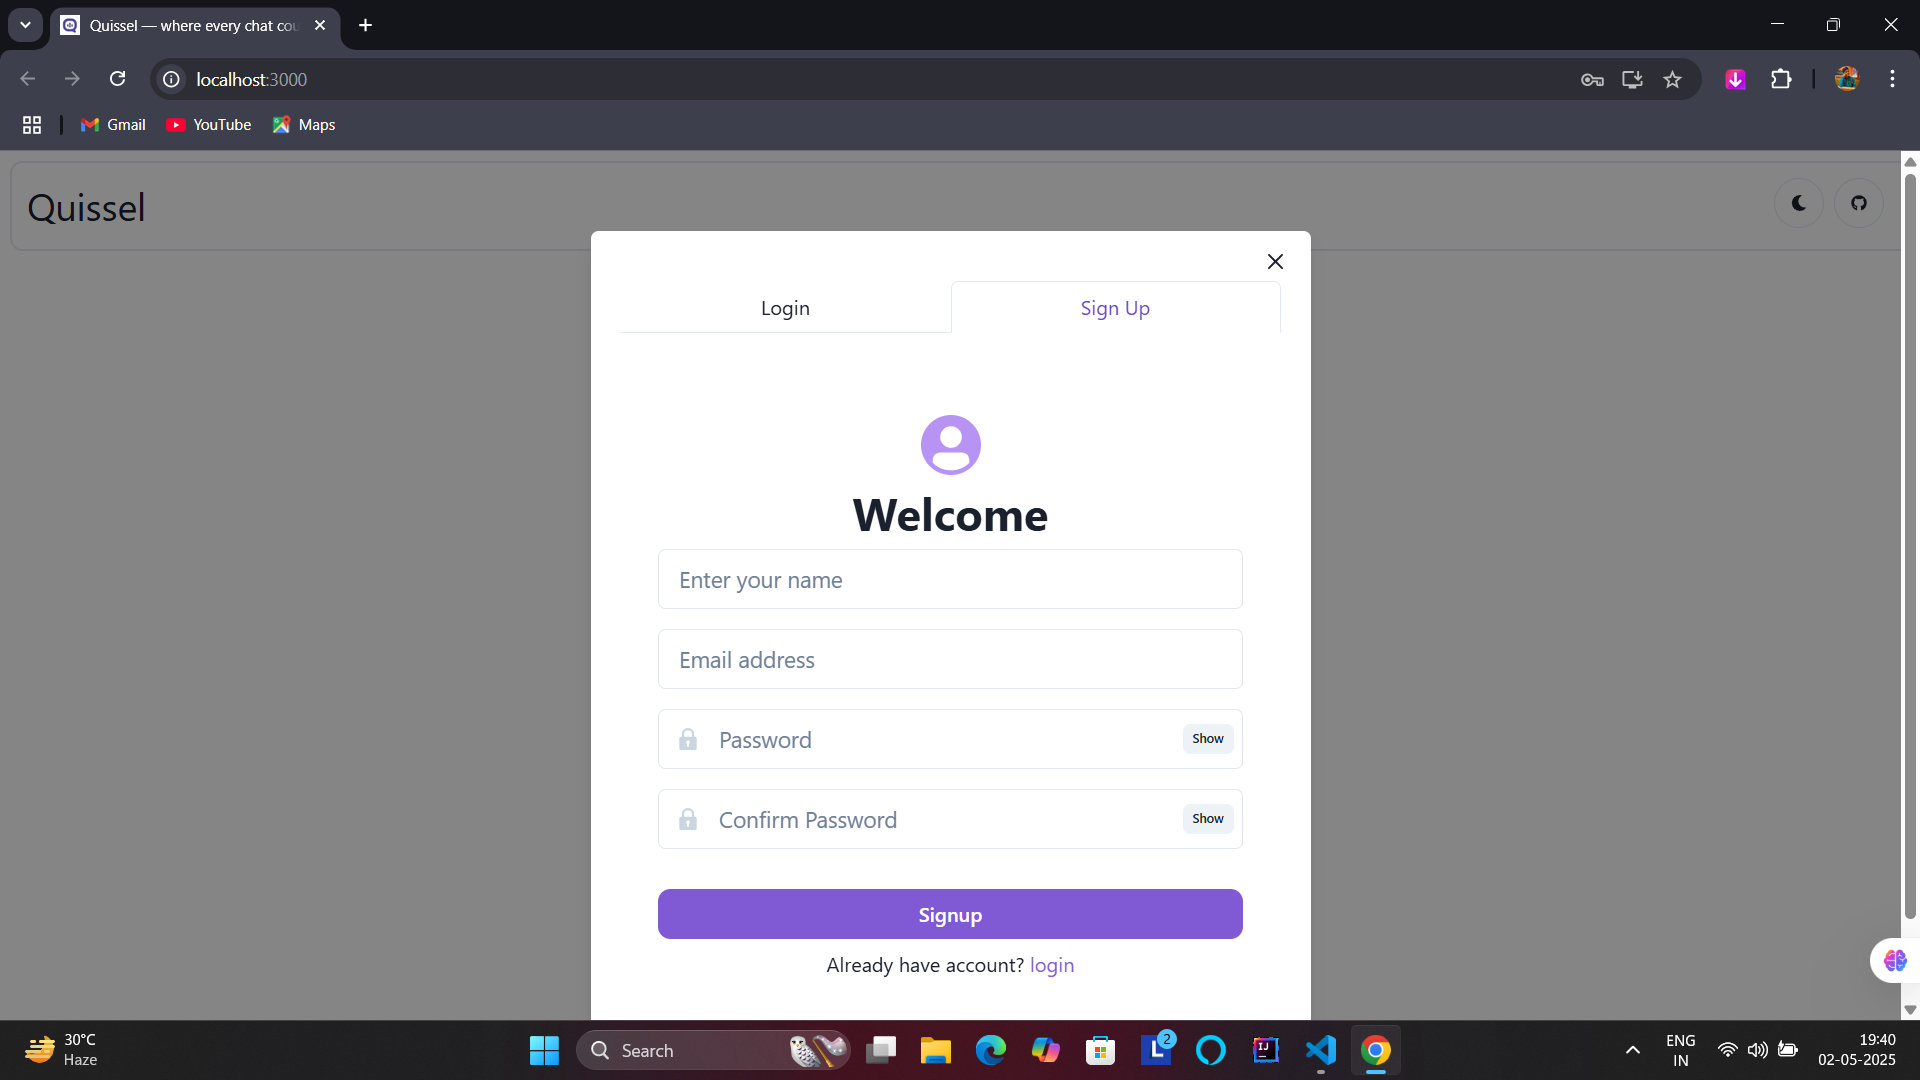 Quissel — where every chat cou
localhost:3000
Gmail
YouTube
Maps
Quissel
Login
Sign Up
Welcome
Enter your name
Email address
Password
Show
Confirm Password
Show
Signup
Already have account? login
30°C
Haze
Search
L
2
IJ
ENG
IN
19:40
02-05-2025